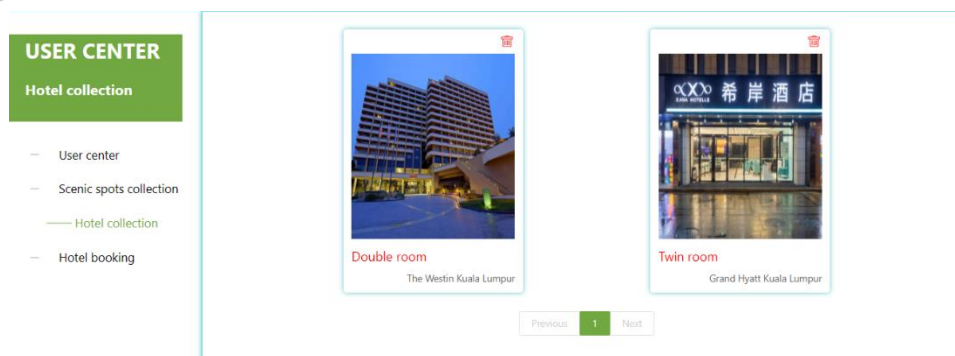 USER CENTER
Hotel collection
User center
Scenic spots collection
Hotel collection
Hotel booking
希岸酒店
Double room
The Westin Kuala Lumpur
Twin room
Grand Hyatt Kuala Lumpur
Previous
1
Next